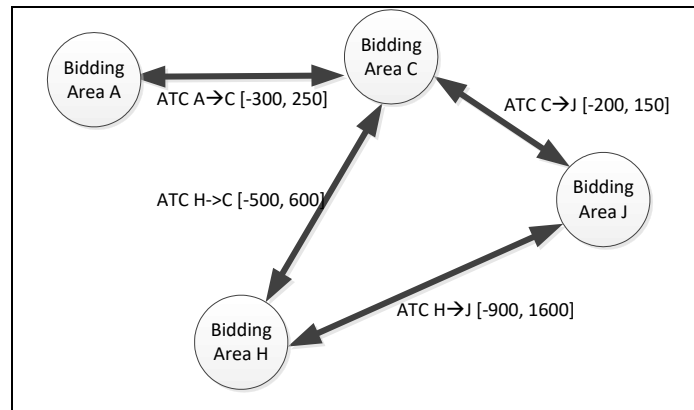 Bidding
Area A
Bidding
Area C
ATC A→C [-300, 250]
ATC C→J [-200, 150]
ATC H->C [-500, 600]
Bidding
Area J
ATC H→J [-900, 1600]
Bidding
Area H